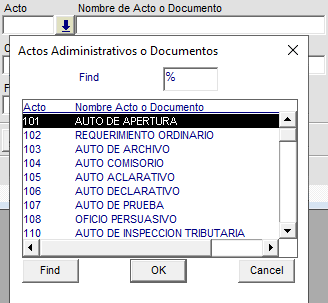 Acto Nombre de Acto o Documento
Actos Adiministrativos o Documentos
Find %
Acto Nombre Acto o Documento
101 AUTO DE APERTURA
102 REQUERIMIENTO ORDINARIO
103 AUTO DE ARCHIVO
104 AUTO COMISORIO
105 AUTO ACLARATIVO
106 AUTO DECLARATIVO
107 AUTO DE PRUEBA
108 OFICIO PERSUASIVO
110 AUTO DE INSPECCION TRIBUTARIA
Find OK Cancel